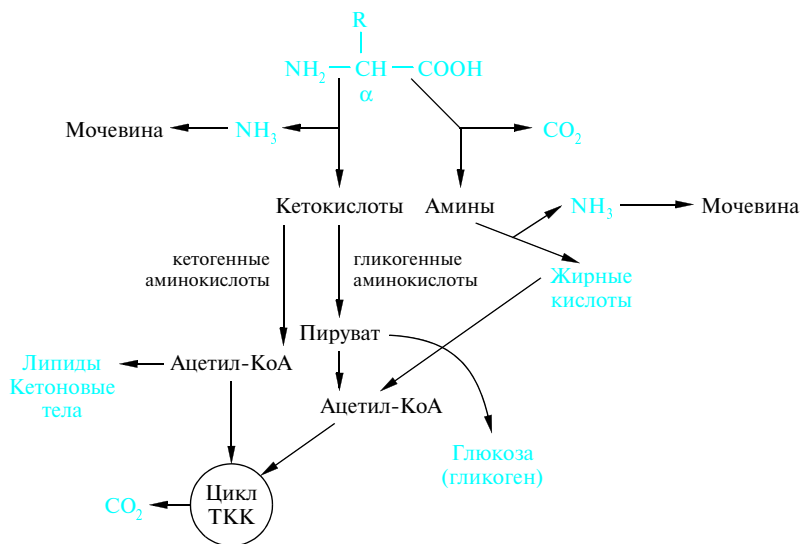 R
NH₂ — CH — COOH
α
Мочевина NH₃ CO₂
Кетокислоты Амины NH₃ Мочевина
кетогенные
аминокислоты
гликогенные
аминокислоты
Жирные
кислоты
Пируват
Липиды
Кетоновые
тела
Ацетил-КоА
Ацетил-КоА
Глюкоза
(гликоген)
CO₂
Цикл
ТКК